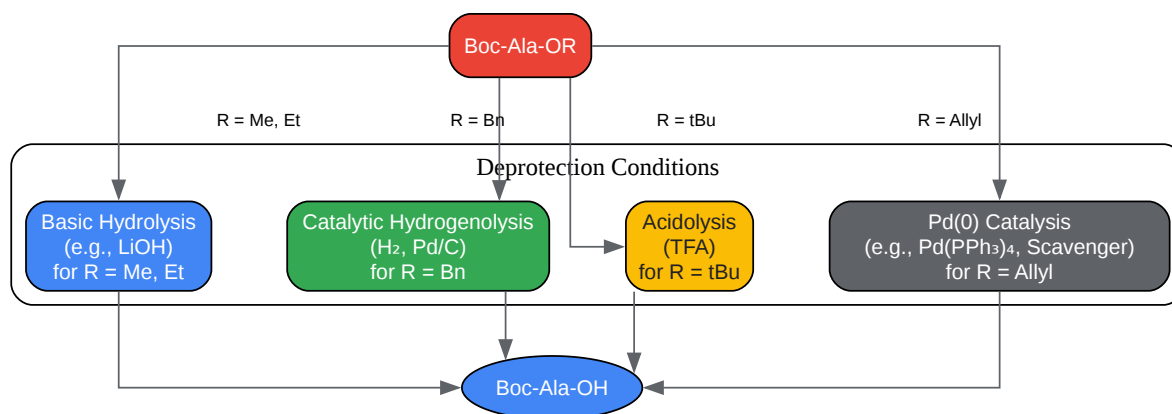 Boc-Ala-OR
R = Me, Et
R = Bn
R = tBu
R = Allyl
Deprotection Conditions
Basic Hydrolysis
(e.g., LiOH)
for R = Me, Et
Catalytic Hydrogenolysis
(H₂, Pd/C)
for R = Bn
Acidolysis
(TFA)
for R = tBu
Pd(0) Catalysis
(e.g., Pd(PPh₃)₄, Scavenger)
for R = Allyl
Boc-Ala-OH